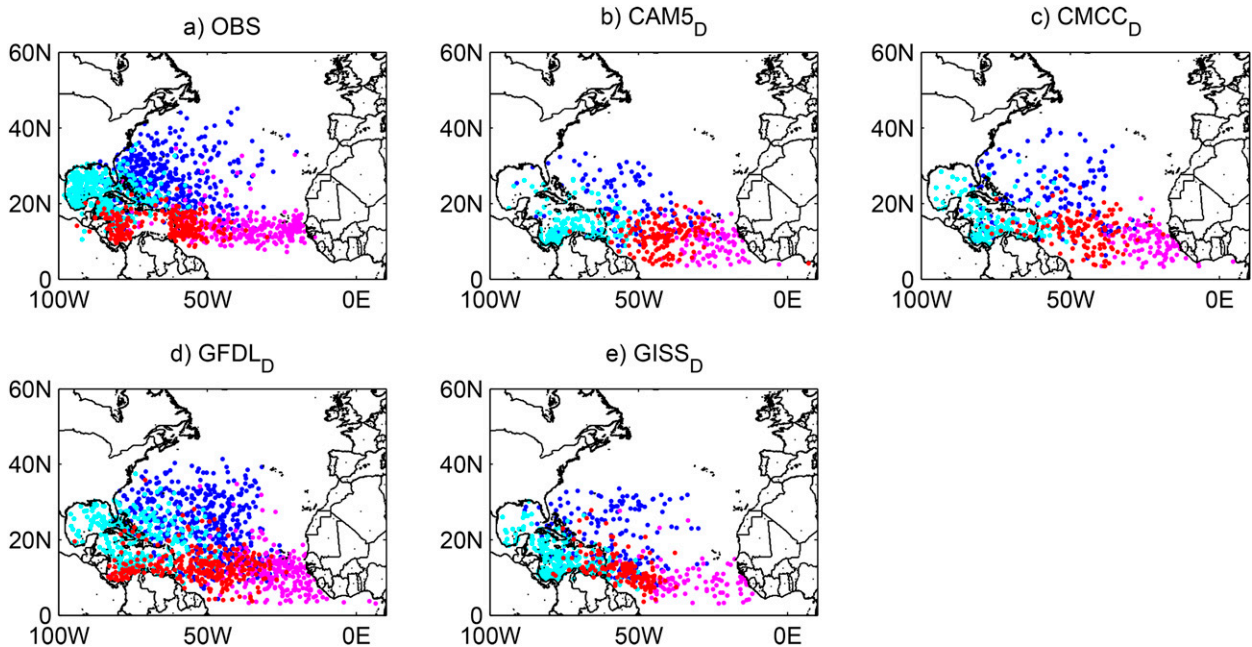 a) OBS
60N
40N
20N
0
100W 50W 0E
b) CAM5D
60N
40N
20N
0
100W 50W 0E
c) CMCCD
60N
40N
20N
0
100W 50W 0E
d) GFDLD
60N
40N
20N
0
100W 50W 0E
e) GISSD
60N
40N
20N
0
100W 50W 0E